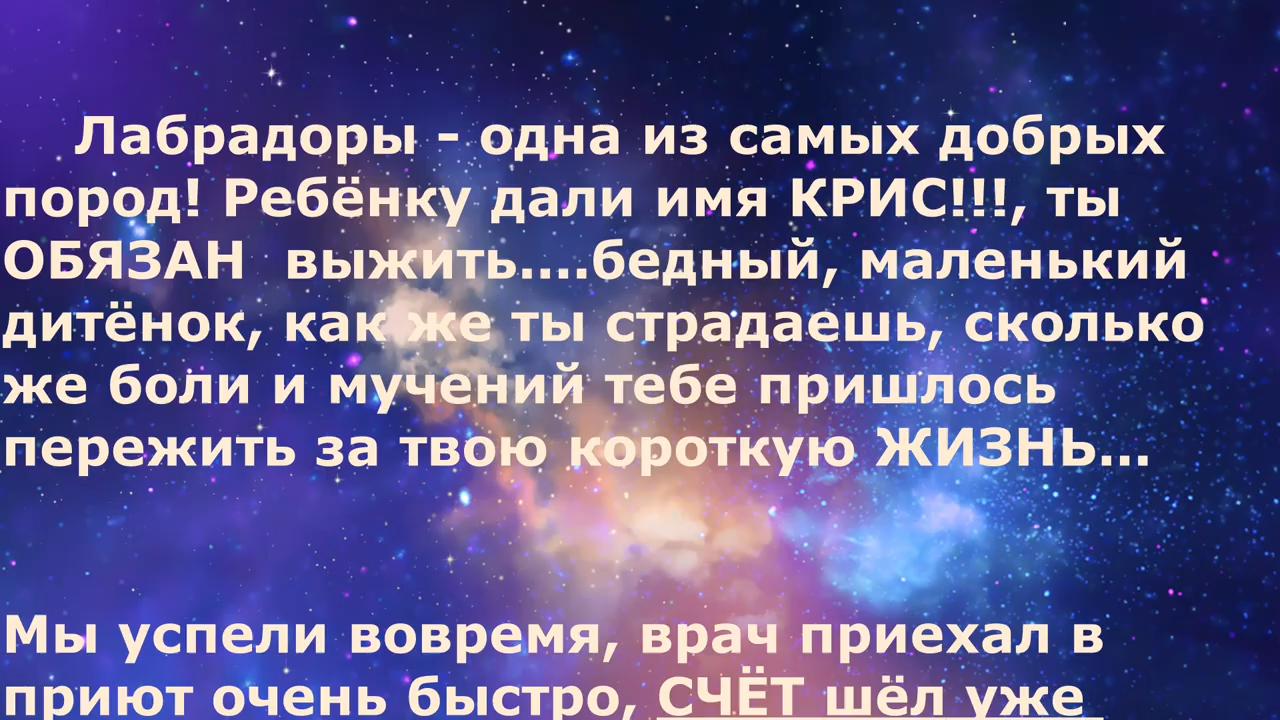 Лабрадоры - одна из самых добрых
пород! Ребёнку дали имя КРИС!!!, ты
ОБЯЗАН  выжить....бедный, маленький
дитёнок, как же ты страдаешь, сколько
же боли и мучений тебе пришлось
пережить за твою короткую ЖИЗНЬ...
Мы успели вовремя, врач приехал в
приют очень быстро, СЧЁТ шёл уже